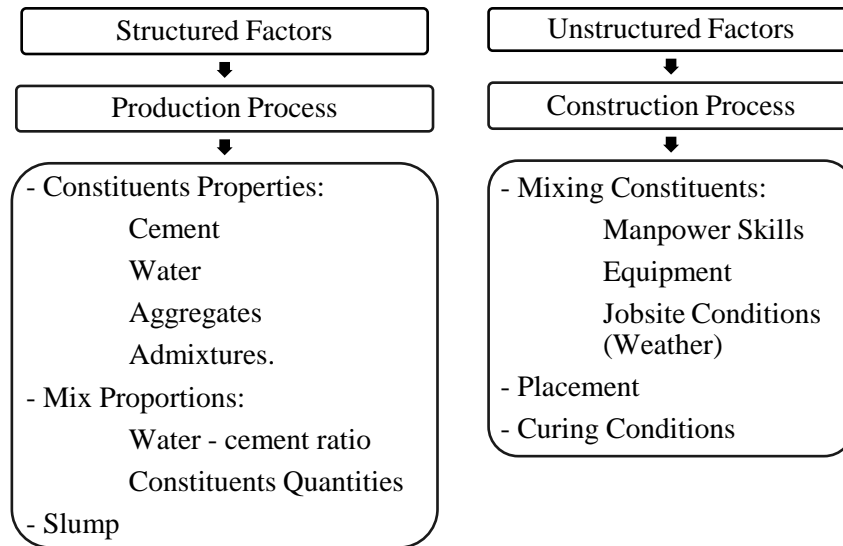 Structured Factors
Production Process
- Constituents Properties:
Cement
Water
Aggregates
Admixtures.
- Mix Proportions:
Water - cement ratio
Constituents Quantities
- Slump
Unstructured Factors
Construction Process
- Mixing Constituents:
Manpower Skills
Equipment
Jobsite Conditions
(Weather)
- Placement
- Curing Conditions